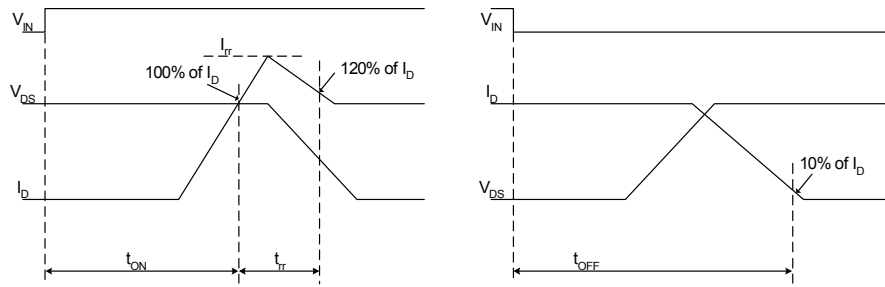 V_IN
I_rr
100% of I_D
120% of I_D
V_DS
I_D
t_ON
t_rr
V_IN
I_D
V_DS
10% of I_D
t_OFF